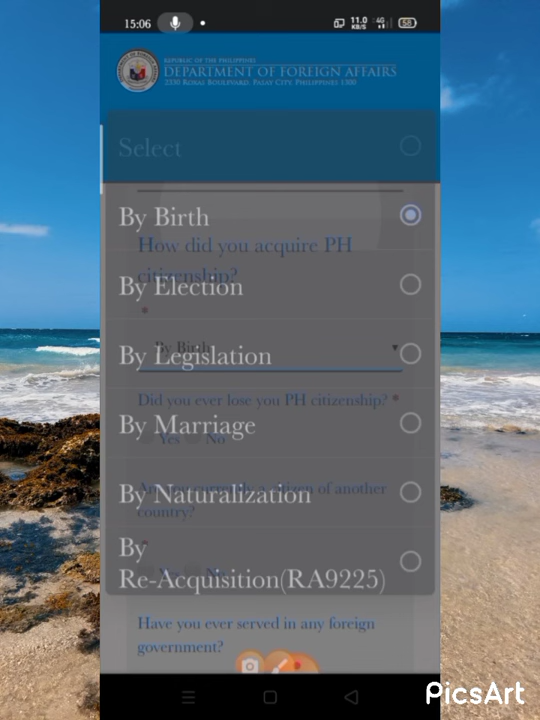 15:06
11.0
KB/S
4G
58
REPUBLIC OF THE PHILIPPINES
DEPARTMENT OF FOREIGN AFFAIRS
2330 ROXAS BOULEVARD, PASAY CITY, PHILIPPINES 1300
Select
By Birth
How did you acquire PH
citizenship?
*
By Election
By Birth
By Legislation
Did you ever lose you PH citizenship? *
By Marriage
Yes No
By Naturalization
citizen of another
country?
By
Re-Acquisition(RA9225)
Have you ever served in any foreign
government?
PicsArt